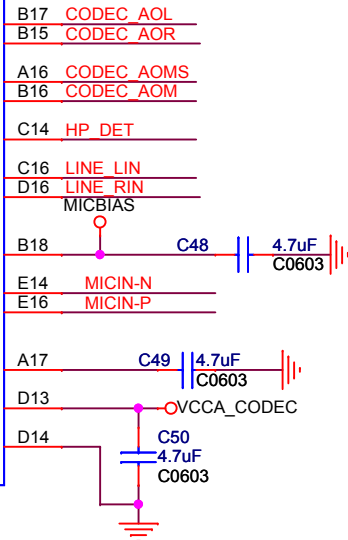 B17 CODEC_AOL
B15 CODEC_AOR
A16 CODEC_AOMS
B16 CODEC_AOM
C14 HP_DET
C16 LINE_LIN
D16 LINE_RIN
MICBIAS
B18 C48 4.7uF
C0603
E14 MICIN-N
E16 MICIN-P
A17 C49 4.7uF
C0603
D13 VCCA_CODEC
D14 C50
4.7uF
C0603